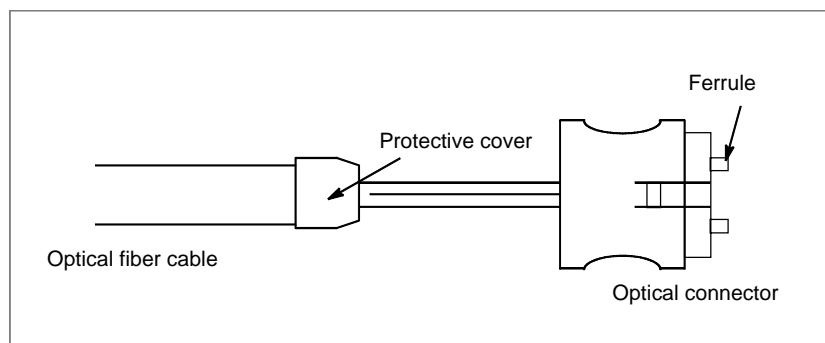 Ferrule
Protective cover
Optical fiber cable
Optical connector